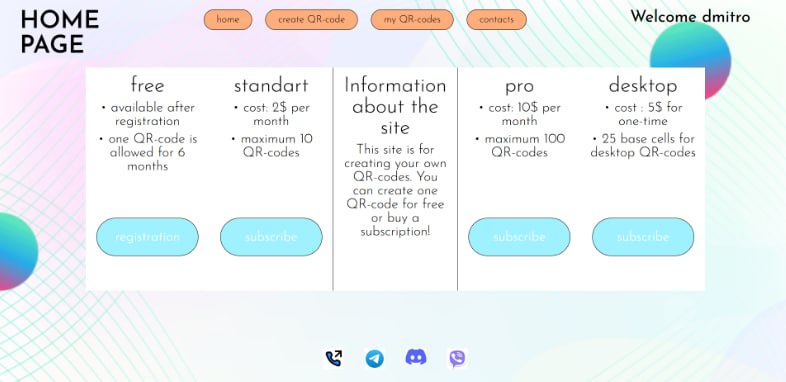 HOME
PAGE
home
create QR-code
my QR-codes
contacts
Welcome dmitro
free
• available after
registration
• one QR-code is
allowed for 6
months
registration
standart
• cost: 2$ per
month
• maximum 10
QR-codes
subscribe
Information
about the
site
This site is for
creating your own
QR-codes. You
can create one
QR-code for free
or buy a
subscription!
pro
• cost: 10$ per
month
• maximum 100
QR-codes
subscribe
desktop
• cost : 5$ for
one-time
• 25 base cells for
desktop QR-codes
subscribe